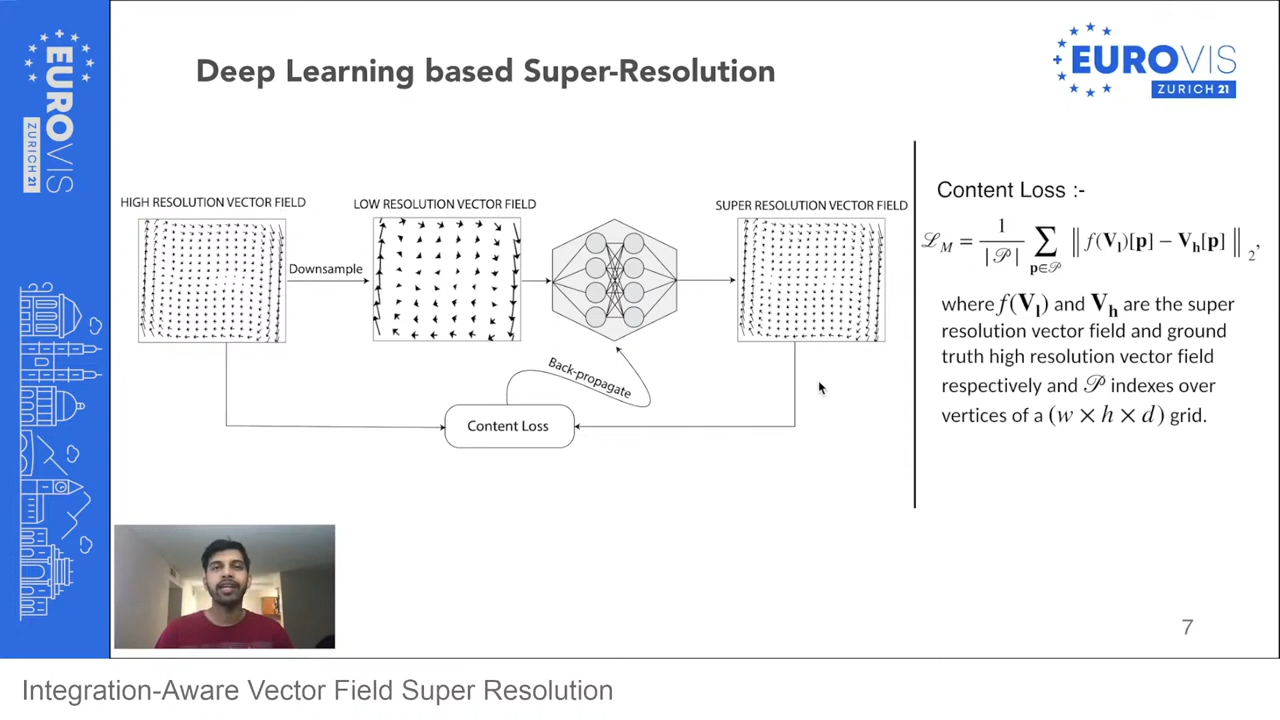 EUROVIS
ZURICH 21
Deep Learning based Super-Resolution
EUROVIS
ZURICH 21
HIGH RESOLUTION VECTOR FIELD
LOW RESOLUTION VECTOR FIELD
SUPER RESOLUTION VECTOR FIELD
Downsample
Back-propagate
Content Loss
Content Loss :-
ℒ_M = 1/|𝒫| ∑_{p∈𝒫} ‖ f(V_l)[p] − V_h[p] ‖_2,
where f(V_l) and V_h are the super
resolution vector field and ground
truth high resolution vector field
respectively and 𝒫 indexes over
vertices of a (w × h × d) grid.
7
Integration-Aware Vector Field Super Resolution